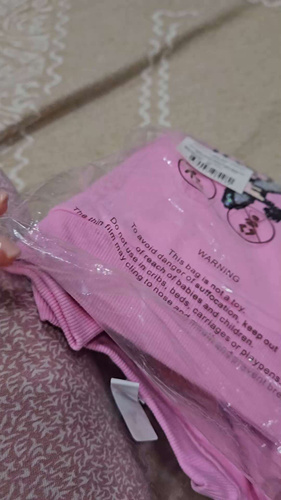 WARNING
This bag is not a toy.
To avoid danger of suffocation, keep out
of reach of babies and children.
Do not use in cribs, beds, carriages or playpens.
The thin film may cling to nose and